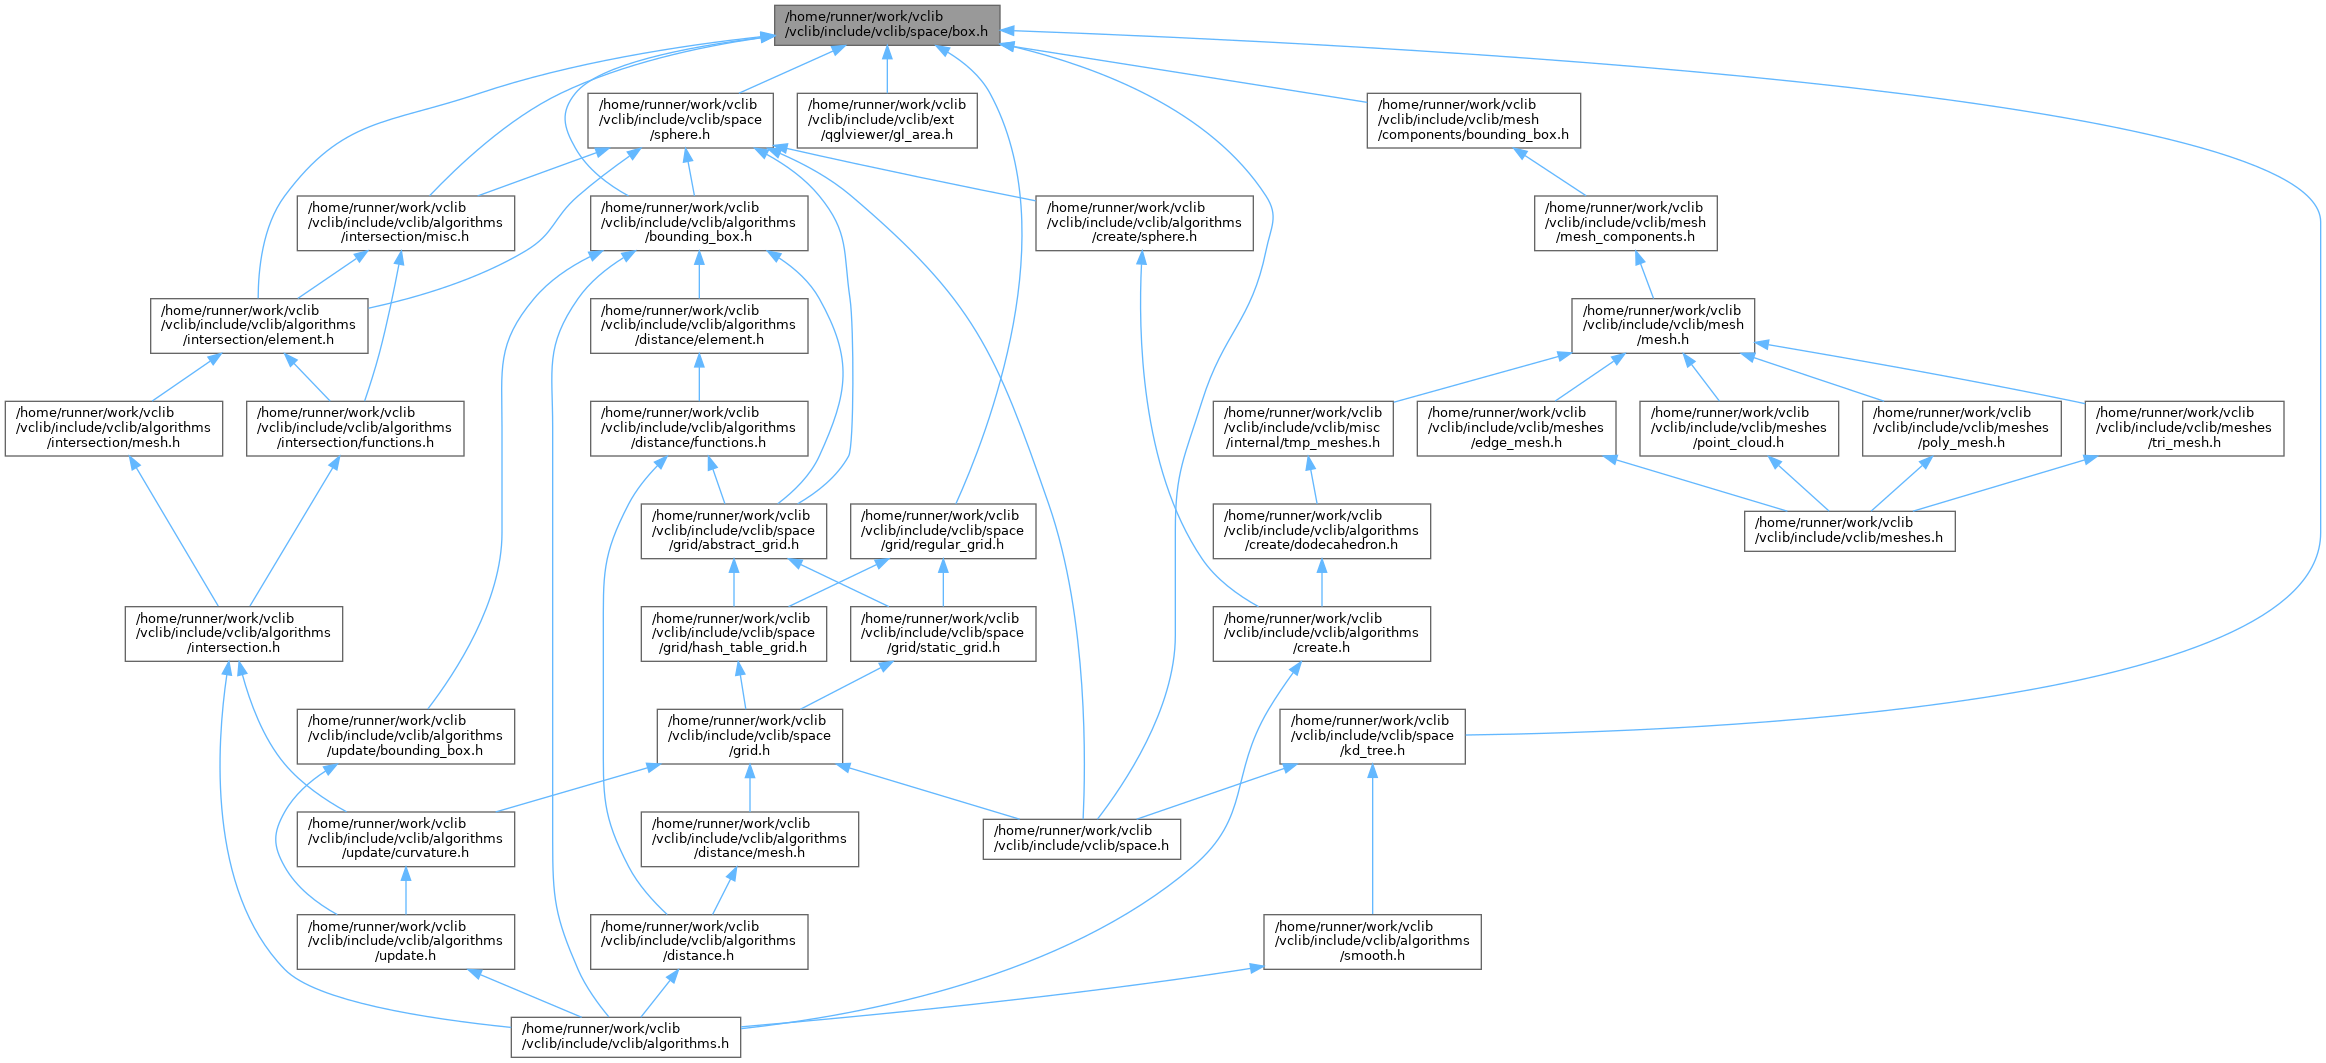 /home/runner/work/vclib
/vclib/include/vclib/space/box.h
/home/runner/work/vclib
/vclib/include/vclib/space
/sphere.h
/home/runner/work/vclib
/vclib/include/vclib/ext
/qglviewer/gl_area.h
/home/runner/work/vclib
/vclib/include/vclib/mesh
/components/bounding_box.h
/home/runner/work/vclib
/vclib/include/vclib/algorithms
/intersection/misc.h
/home/runner/work/vclib
/vclib/include/vclib/algorithms
/bounding_box.h
/home/runner/work/vclib
/vclib/include/vclib/algorithms
/create/sphere.h
/home/runner/work/vclib
/vclib/include/vclib/mesh
/mesh_components.h
/home/runner/work/vclib
/vclib/include/vclib/algorithms
/intersection/element.h
/home/runner/work/vclib
/vclib/include/vclib/algorithms
/distance/element.h
/home/runner/work/vclib
/vclib/include/vclib/mesh
/mesh.h
/home/runner/work/vclib
/vclib/include/vclib/algorithms
/intersection/mesh.h
/home/runner/work/vclib
/vclib/include/vclib/algorithms
/intersection/functions.h
/home/runner/work/vclib
/vclib/include/vclib/algorithms
/distance/functions.h
/home/runner/work/vclib
/vclib/include/vclib/misc
/internal/tmp_meshes.h
/home/runner/work/vclib
/vclib/include/vclib/meshes
/edge_mesh.h
/home/runner/work/vclib
/vclib/include/vclib/meshes
/point_cloud.h
/home/runner/work/vclib
/vclib/include/vclib/meshes
/poly_mesh.h
/home/runner/work/vclib
/vclib/include/vclib/meshes
/tri_mesh.h
/home/runner/work/vclib
/vclib/include/vclib/space
/grid/abstract_grid.h
/home/runner/work/vclib
/vclib/include/vclib/space
/grid/regular_grid.h
/home/runner/work/vclib
/vclib/include/vclib/algorithms
/create/dodecahedron.h
/home/runner/work/vclib
/vclib/include/vclib/meshes.h
/home/runner/work/vclib
/vclib/include/vclib/algorithms
/intersection.h
/home/runner/work/vclib
/vclib/include/vclib/space
/grid/hash_table_grid.h
/home/runner/work/vclib
/vclib/include/vclib/space
/grid/static_grid.h
/home/runner/work/vclib
/vclib/include/vclib/algorithms
/create.h
/home/runner/work/vclib
/vclib/include/vclib/algorithms
/update/bounding_box.h
/home/runner/work/vclib
/vclib/include/vclib/space
/grid.h
/home/runner/work/vclib
/vclib/include/vclib/space
/kd_tree.h
/home/runner/work/vclib
/vclib/include/vclib/algorithms
/update/curvature.h
/home/runner/work/vclib
/vclib/include/vclib/algorithms
/distance/mesh.h
/home/runner/work/vclib
/vclib/include/vclib/space.h
/home/runner/work/vclib
/vclib/include/vclib/algorithms
/update.h
/home/runner/work/vclib
/vclib/include/vclib/algorithms
/distance.h
/home/runner/work/vclib
/vclib/include/vclib/algorithms
/smooth.h
/home/runner/work/vclib
/vclib/include/vclib/algorithms.h